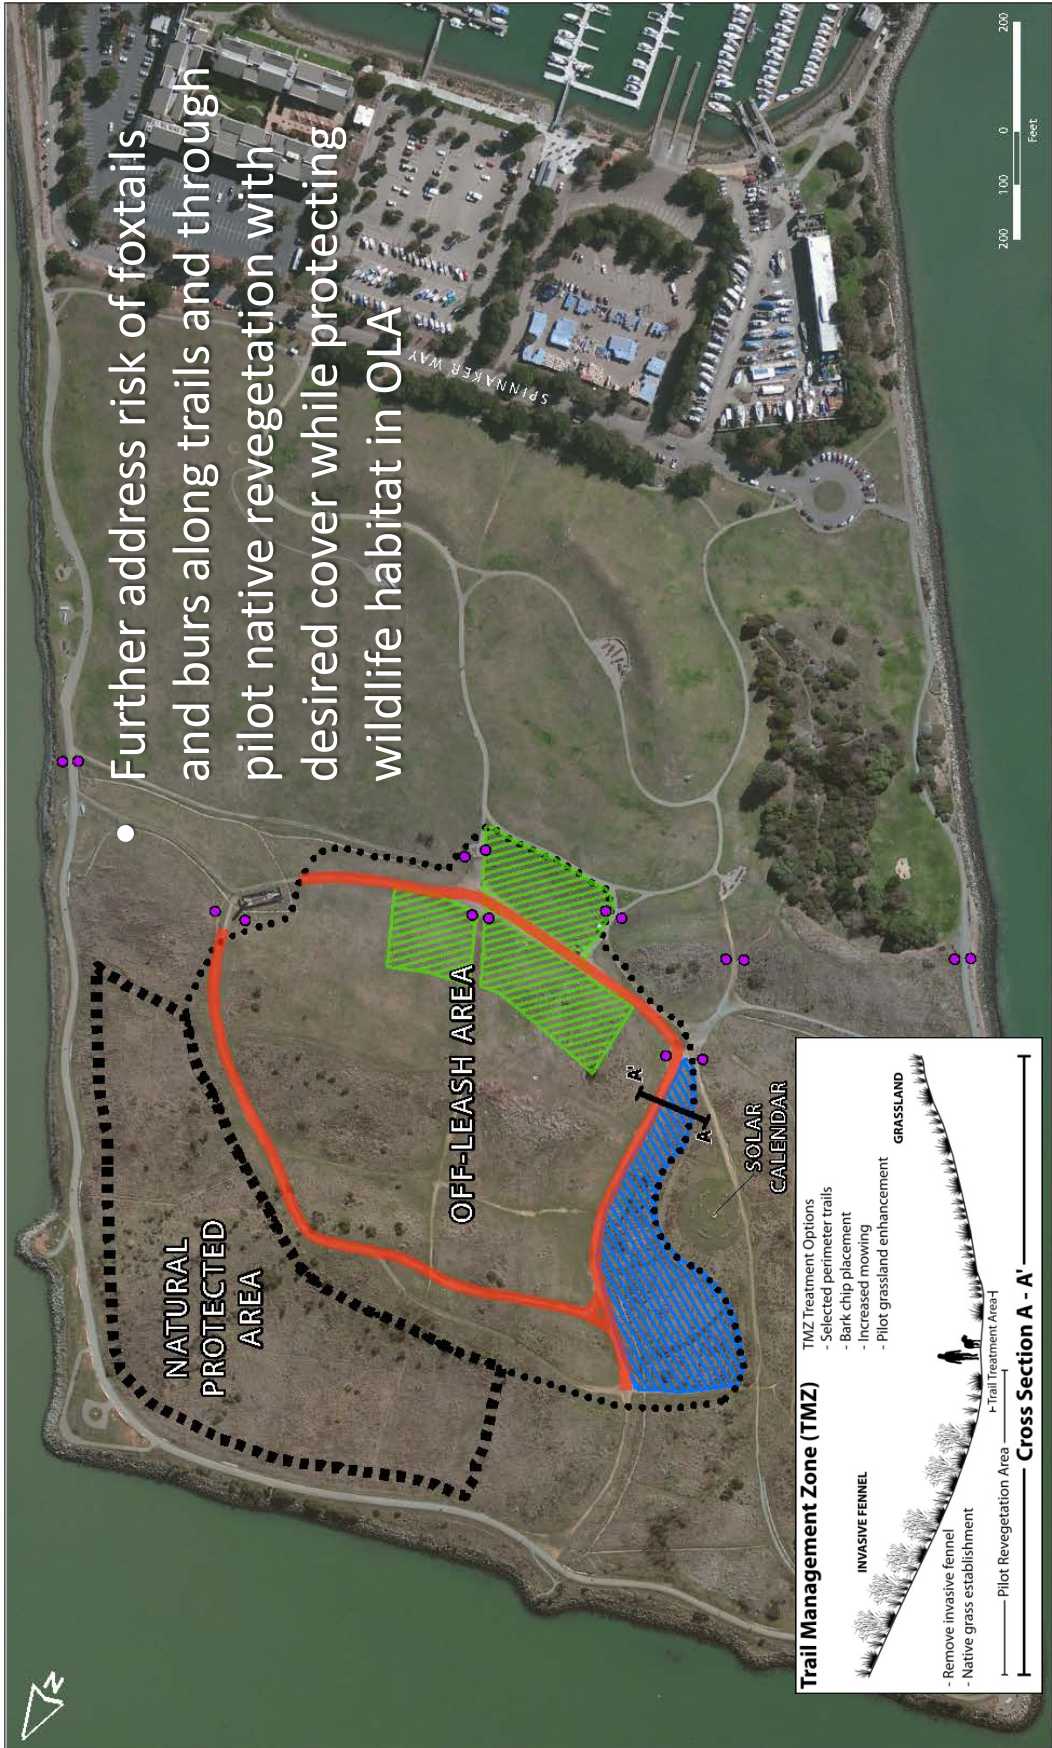 Further address risk of foxtails
and burs along trails and through
pilot native revegetation with
desired cover while protecting
wildlife habitat in OLA
SPINNAKER WAY
NATURAL
PROTECTED
AREA
OFF-LEASH AREA
SOLAR
CALENDAR
A
A'
N
200
100
0
200
Feet
Trail Management Zone (TMZ)
TMZ Treatment Options
- Selected perimeter trails
- Bark chip placement
- Increased mowing
- Pilot grassland enhancement
INVASIVE FENNEL
GRASSLAND
- Remove invasive fennel
- Native grass establishment
Trail Treatment Area
Pilot Revegetation Area
Cross Section A - A'